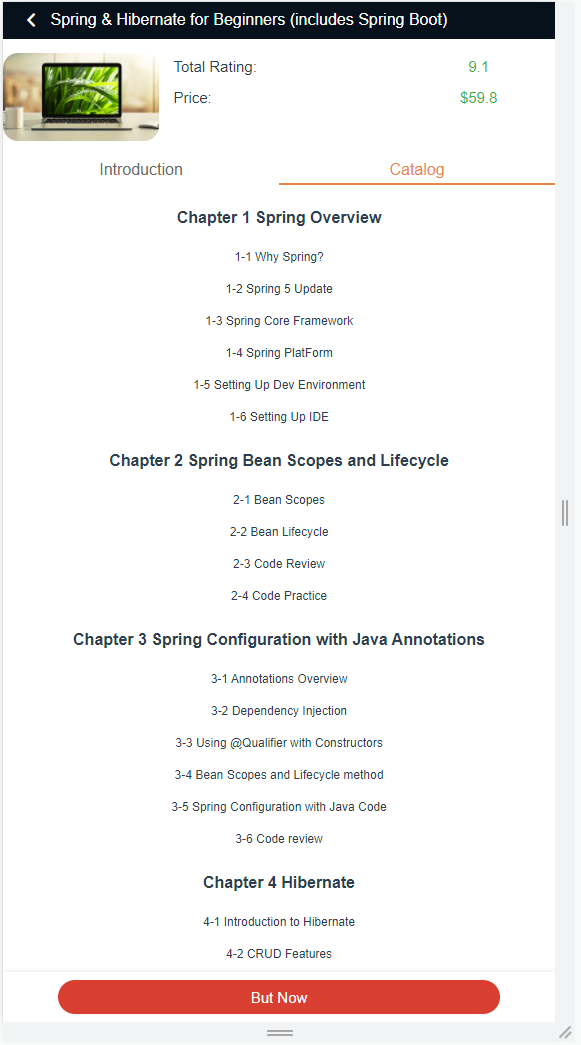 Spring & Hibernate for Beginners (includes Spring Boot)
Total Rating: 9.1
Price: $59.8
Introduction Catalog
Chapter 1 Spring Overview
1-1 Why Spring?
1-2 Spring 5 Update
1-3 Spring Core Framework
1-4 Spring PlatForm
1-5 Setting Up Dev Environment
1-6 Setting Up IDE
Chapter 2 Spring Bean Scopes and Lifecycle
2-1 Bean Scopes
2-2 Bean Lifecycle
2-3 Code Review
2-4 Code Practice
Chapter 3 Spring Configuration with Java Annotations
3-1 Annotations Overview
3-2 Dependency Injection
3-3 Using @Qualifier with Constructors
3-4 Bean Scopes and Lifecycle method
3-5 Spring Configuration with Java Code
3-6 Code review
Chapter 4 Hibernate
4-1 Introduction to Hibernate
4-2 CRUD Features
But Now